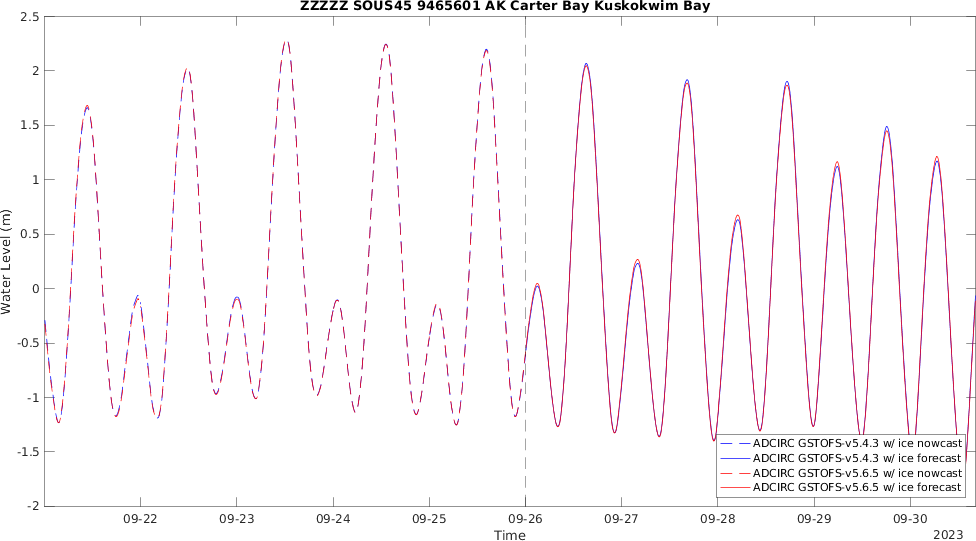 ZZZZZ SOUS45 9465601 AK Carter Bay Kuskokwim Bay
2.5
2
1.5
1
0.5
0
-0.5
-1
-1.5
-2
Water Level (m)
09-22 09-23 09-24 09-25 09-26 09-27 09-28 09-29 09-30
Time
2023
ADCIRC GSTOFS-v5.4.3 w/ ice nowcast
ADCIRC GSTOFS-v5.4.3 w/ ice forecast
ADCIRC GSTOFS-v5.6.5 w/ ice nowcast
ADCIRC GSTOFS-v5.6.5 w/ ice forecast